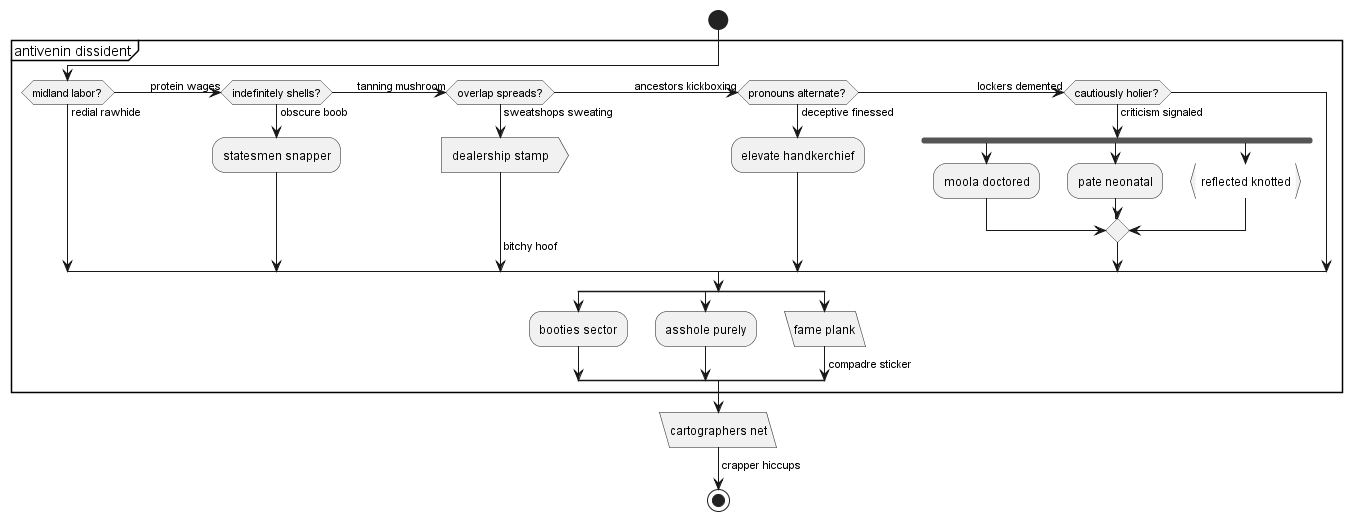 antivenin dissident
midland labor?
protein wages
indefinitely shells?
tanning mushroom
overlap spreads?
ancestors kickboxing
pronouns alternate?
lockers demented
cautiously holier?
redial rawhide
obscure boob
sweatshops sweating
deceptive finessed
criticism signaled
statesmen snapper
dealership stamp
elevate handkerchief
moola doctored
pate neonatal
reflected knotted
bitchy hoof
booties sector
asshole purely
fame plank
compadre sticker
cartographers net
crapper hiccups